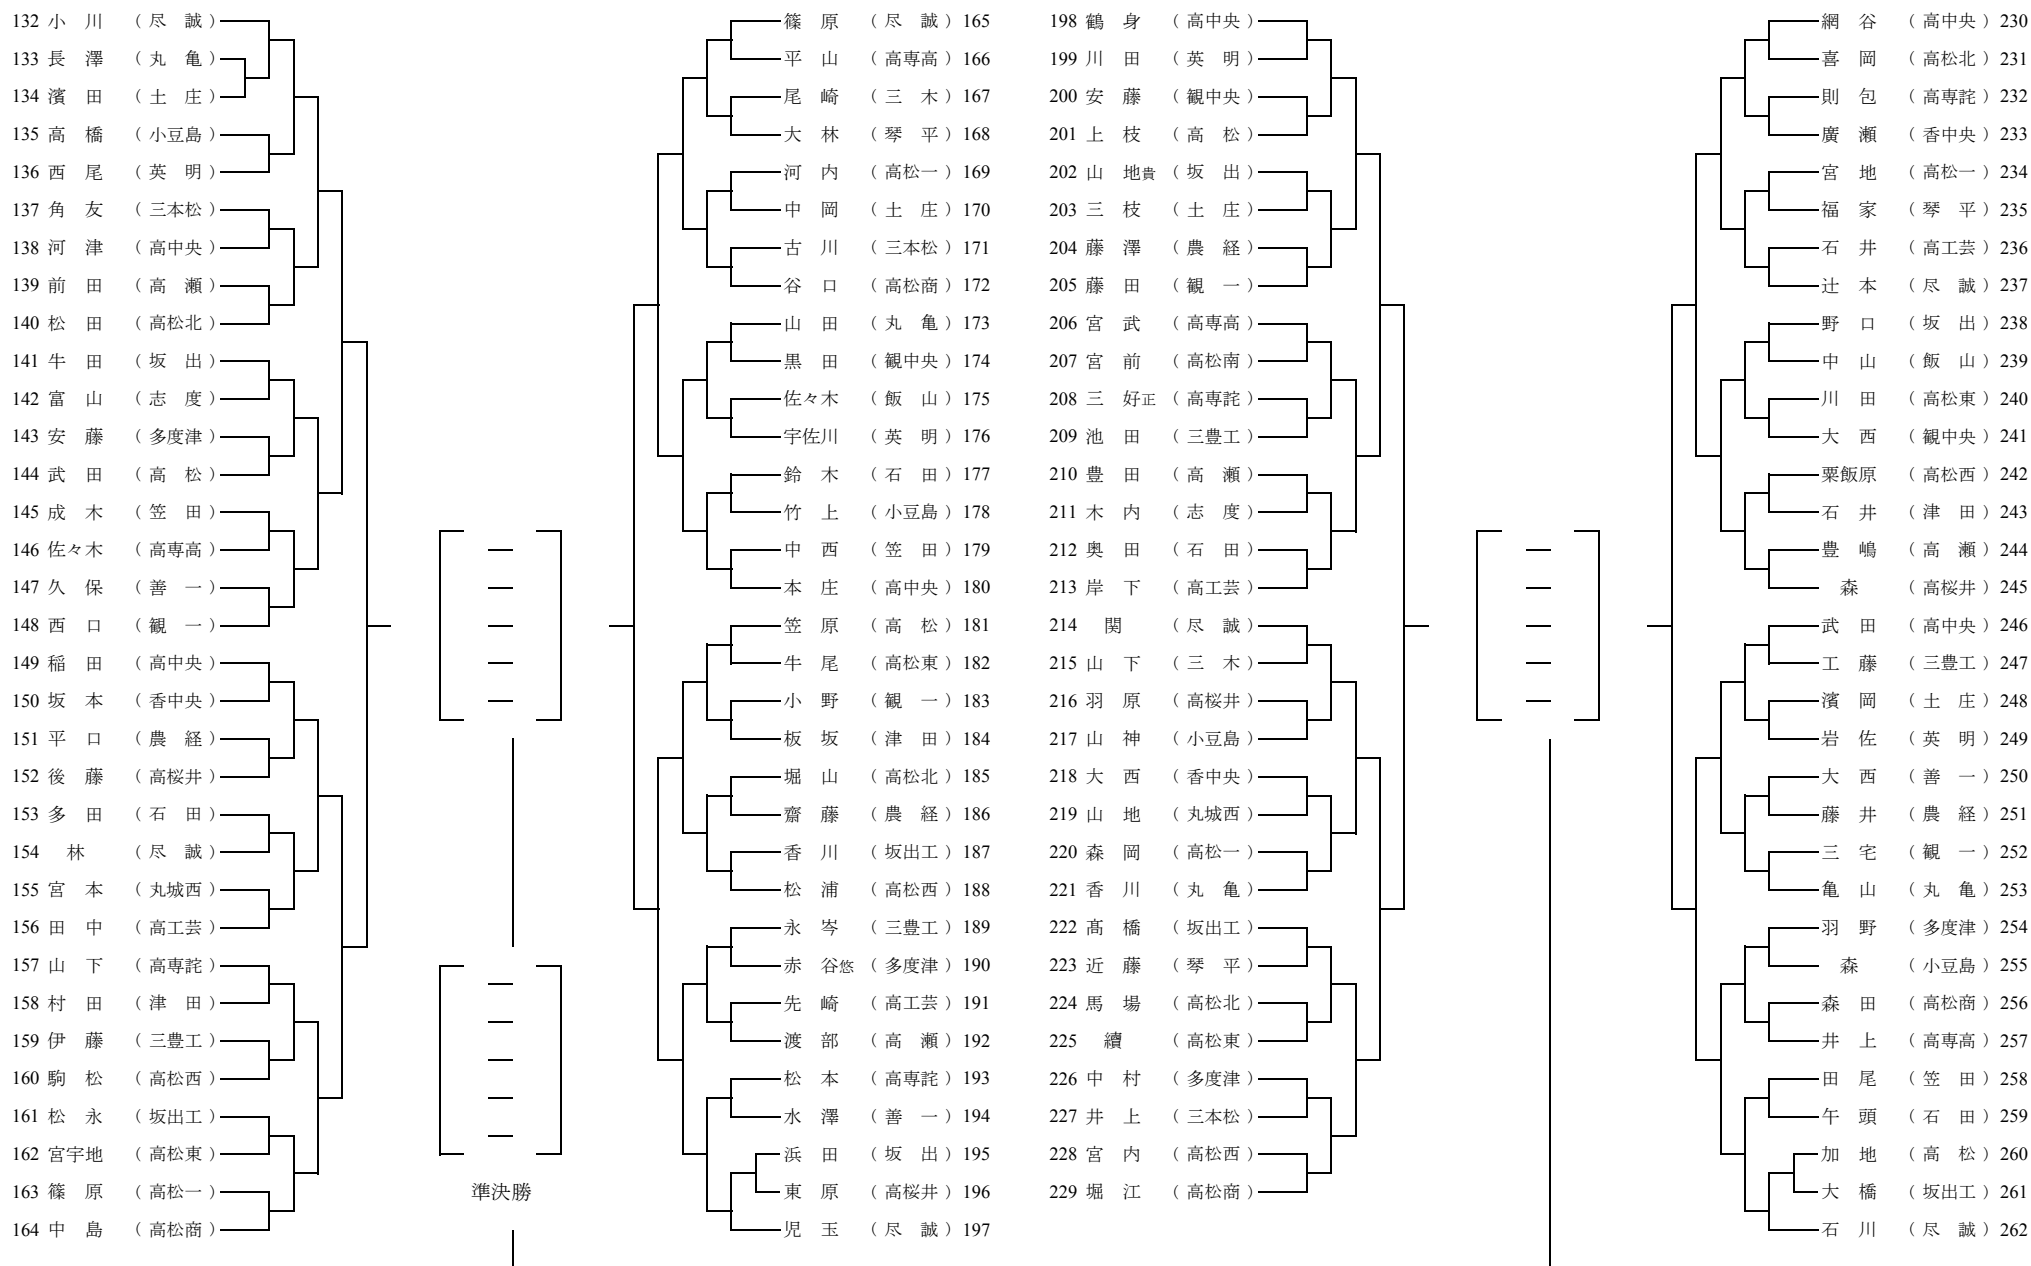 132 小 川 （ 尽 誠 ）
133 長 澤 （ 丸 亀 ）
134 濱 田 （ 土 庄 ）
135 高 橋 （ 小豆島 ）
136 西 尾 （ 英 明 ）
137 角 友 （ 三本松 ）
138 河 津 （ 高中央 ）
139 前 田 （ 高 瀬 ）
140 松 田 （ 高松北 ）
141 牛 田 （ 坂 出 ）
142 富 山 （ 志 度 ）
143 安 藤 （ 多度津 ）
144 武 田 （ 高 松 ）
145 成 木 （ 笠 田 ）
146 佐々木 （ 高専高 ）
147 久 保 （ 善 一 ）
148 西 口 （ 観 一 ）
149 稲 田 （ 高中央 ）
150 坂 本 （ 香中央 ）
151 平 口 （ 農 経 ）
152 後 藤 （ 高桜井 ）
153 多 田 （ 石 田 ）
154 林 （ 尽 誠 ）
155 宮 本 （ 丸城西 ）
156 田 中 （ 高工芸 ）
157 山 下 （ 高専詫 ）
158 村 田 （ 津 田 ）
159 伊 藤 （ 三豊工 ）
160 駒 松 （ 高松西 ）
161 松 永 （ 坂出工 ）
162 宮宇地 （ 高松東 ）
163 篠 原 （ 高松一 ）
164 中 島 （ 高松商 ）
準決勝
篠 原 （ 尽 誠 ） 165
平 山 （ 高専高 ） 166
尾 崎 （ 三 木 ） 167
大 林 （ 琴 平 ） 168
河 内 （ 高松一 ） 169
中 岡 （ 土 庄 ） 170
古 川 （ 三本松 ） 171
谷 口 （ 高松商 ） 172
山 田 （ 丸 亀 ） 173
黒 田 （ 観中央 ） 174
佐々木 （ 飯 山 ） 175
宇佐川 （ 英 明 ） 176
鈴 木 （ 石 田 ） 177
竹 上 （ 小豆島 ） 178
中 西 （ 笠 田 ） 179
本 庄 （ 高中央 ） 180
笠 原 （ 高 松 ） 181
牛 尾 （ 高松東 ） 182
小 野 （ 観 一 ） 183
板 坂 （ 津 田 ） 184
堀 山 （ 高松北 ） 185
齋 藤 （ 農 経 ） 186
香 川 （ 坂出工 ） 187
松 浦 （ 高松西 ） 188
永 岑 （ 三豊工 ） 189
赤 谷悠 （ 多度津 ） 190
先 崎 （ 高工芸 ） 191
渡 部 （ 高 瀬 ） 192
松 本 （ 高専詫 ） 193
水 澤 （ 善 一 ） 194
浜 田 （ 坂 出 ） 195
東 原 （ 高桜井 ） 196
児 玉 （ 尽 誠 ） 197
198 鶴 身 （ 高中央 ）
199 川 田 （ 英 明 ）
200 安 藤 （ 観中央 ）
201 上 枝 （ 高 松 ）
202 山 地貴 （ 坂 出 ）
203 三 枝 （ 土 庄 ）
204 藤 澤 （ 農 経 ）
205 藤 田 （ 観 一 ）
206 宮 武 （ 高専高 ）
207 宮 前 （ 高松南 ）
208 三 好正 （ 高専詫 ）
209 池 田 （ 三豊工 ）
210 豊 田 （ 高 瀬 ）
211 木 内 （ 志 度 ）
212 奥 田 （ 石 田 ）
213 岸 下 （ 高工芸 ）
214 関 （ 尽 誠 ）
215 山 下 （ 三 木 ）
216 羽 原 （ 高桜井 ）
217 山 神 （ 小豆島 ）
218 大 西 （ 香中央 ）
219 山 地 （ 丸城西 ）
220 森 岡 （ 高松一 ）
221 香 川 （ 丸 亀 ）
222 髙 橋 （ 坂出工 ）
223 近 藤 （ 琴 平 ）
224 馬 場 （ 高松北 ）
225 續 （ 高松東 ）
226 中 村 （ 多度津 ）
227 井 上 （ 三本松 ）
228 宮 内 （ 高松西 ）
229 堀 江 （ 高松商 ）
網 谷 （ 高中央 ） 230
喜 岡 （ 高松北 ） 231
則 包 （ 高専詫 ） 232
廣 瀬 （ 香中央 ） 233
宮 地 （ 高松一 ） 234
福 家 （ 琴 平 ） 235
石 井 （ 高工芸 ） 236
辻 本 （ 尽 誠 ） 237
野 口 （ 坂 出 ） 238
中 山 （ 飯 山 ） 239
川 田 （ 高松東 ） 240
大 西 （ 観中央 ） 241
粟飯原 （ 高松西 ） 242
石 井 （ 津 田 ） 243
豊 嶋 （ 高 瀬 ） 244
森 （ 高桜井 ） 245
武 田 （ 高中央 ） 246
工 藤 （ 三豊工 ） 247
濱 岡 （ 土 庄 ） 248
岩 佐 （ 英 明 ） 249
大 西 （ 善 一 ） 250
藤 井 （ 農 経 ） 251
三 宅 （ 観 一 ） 252
亀 山 （ 丸 亀 ） 253
羽 野 （ 多度津 ） 254
森 （ 小豆島 ） 255
森 田 （ 高松商 ） 256
井 上 （ 高専高 ） 257
田 尾 （ 笠 田 ） 258
午 頭 （ 石 田 ） 259
加 地 （ 高 松 ） 260
大 橋 （ 坂出工 ） 261
石 川 （ 尽 誠 ） 262